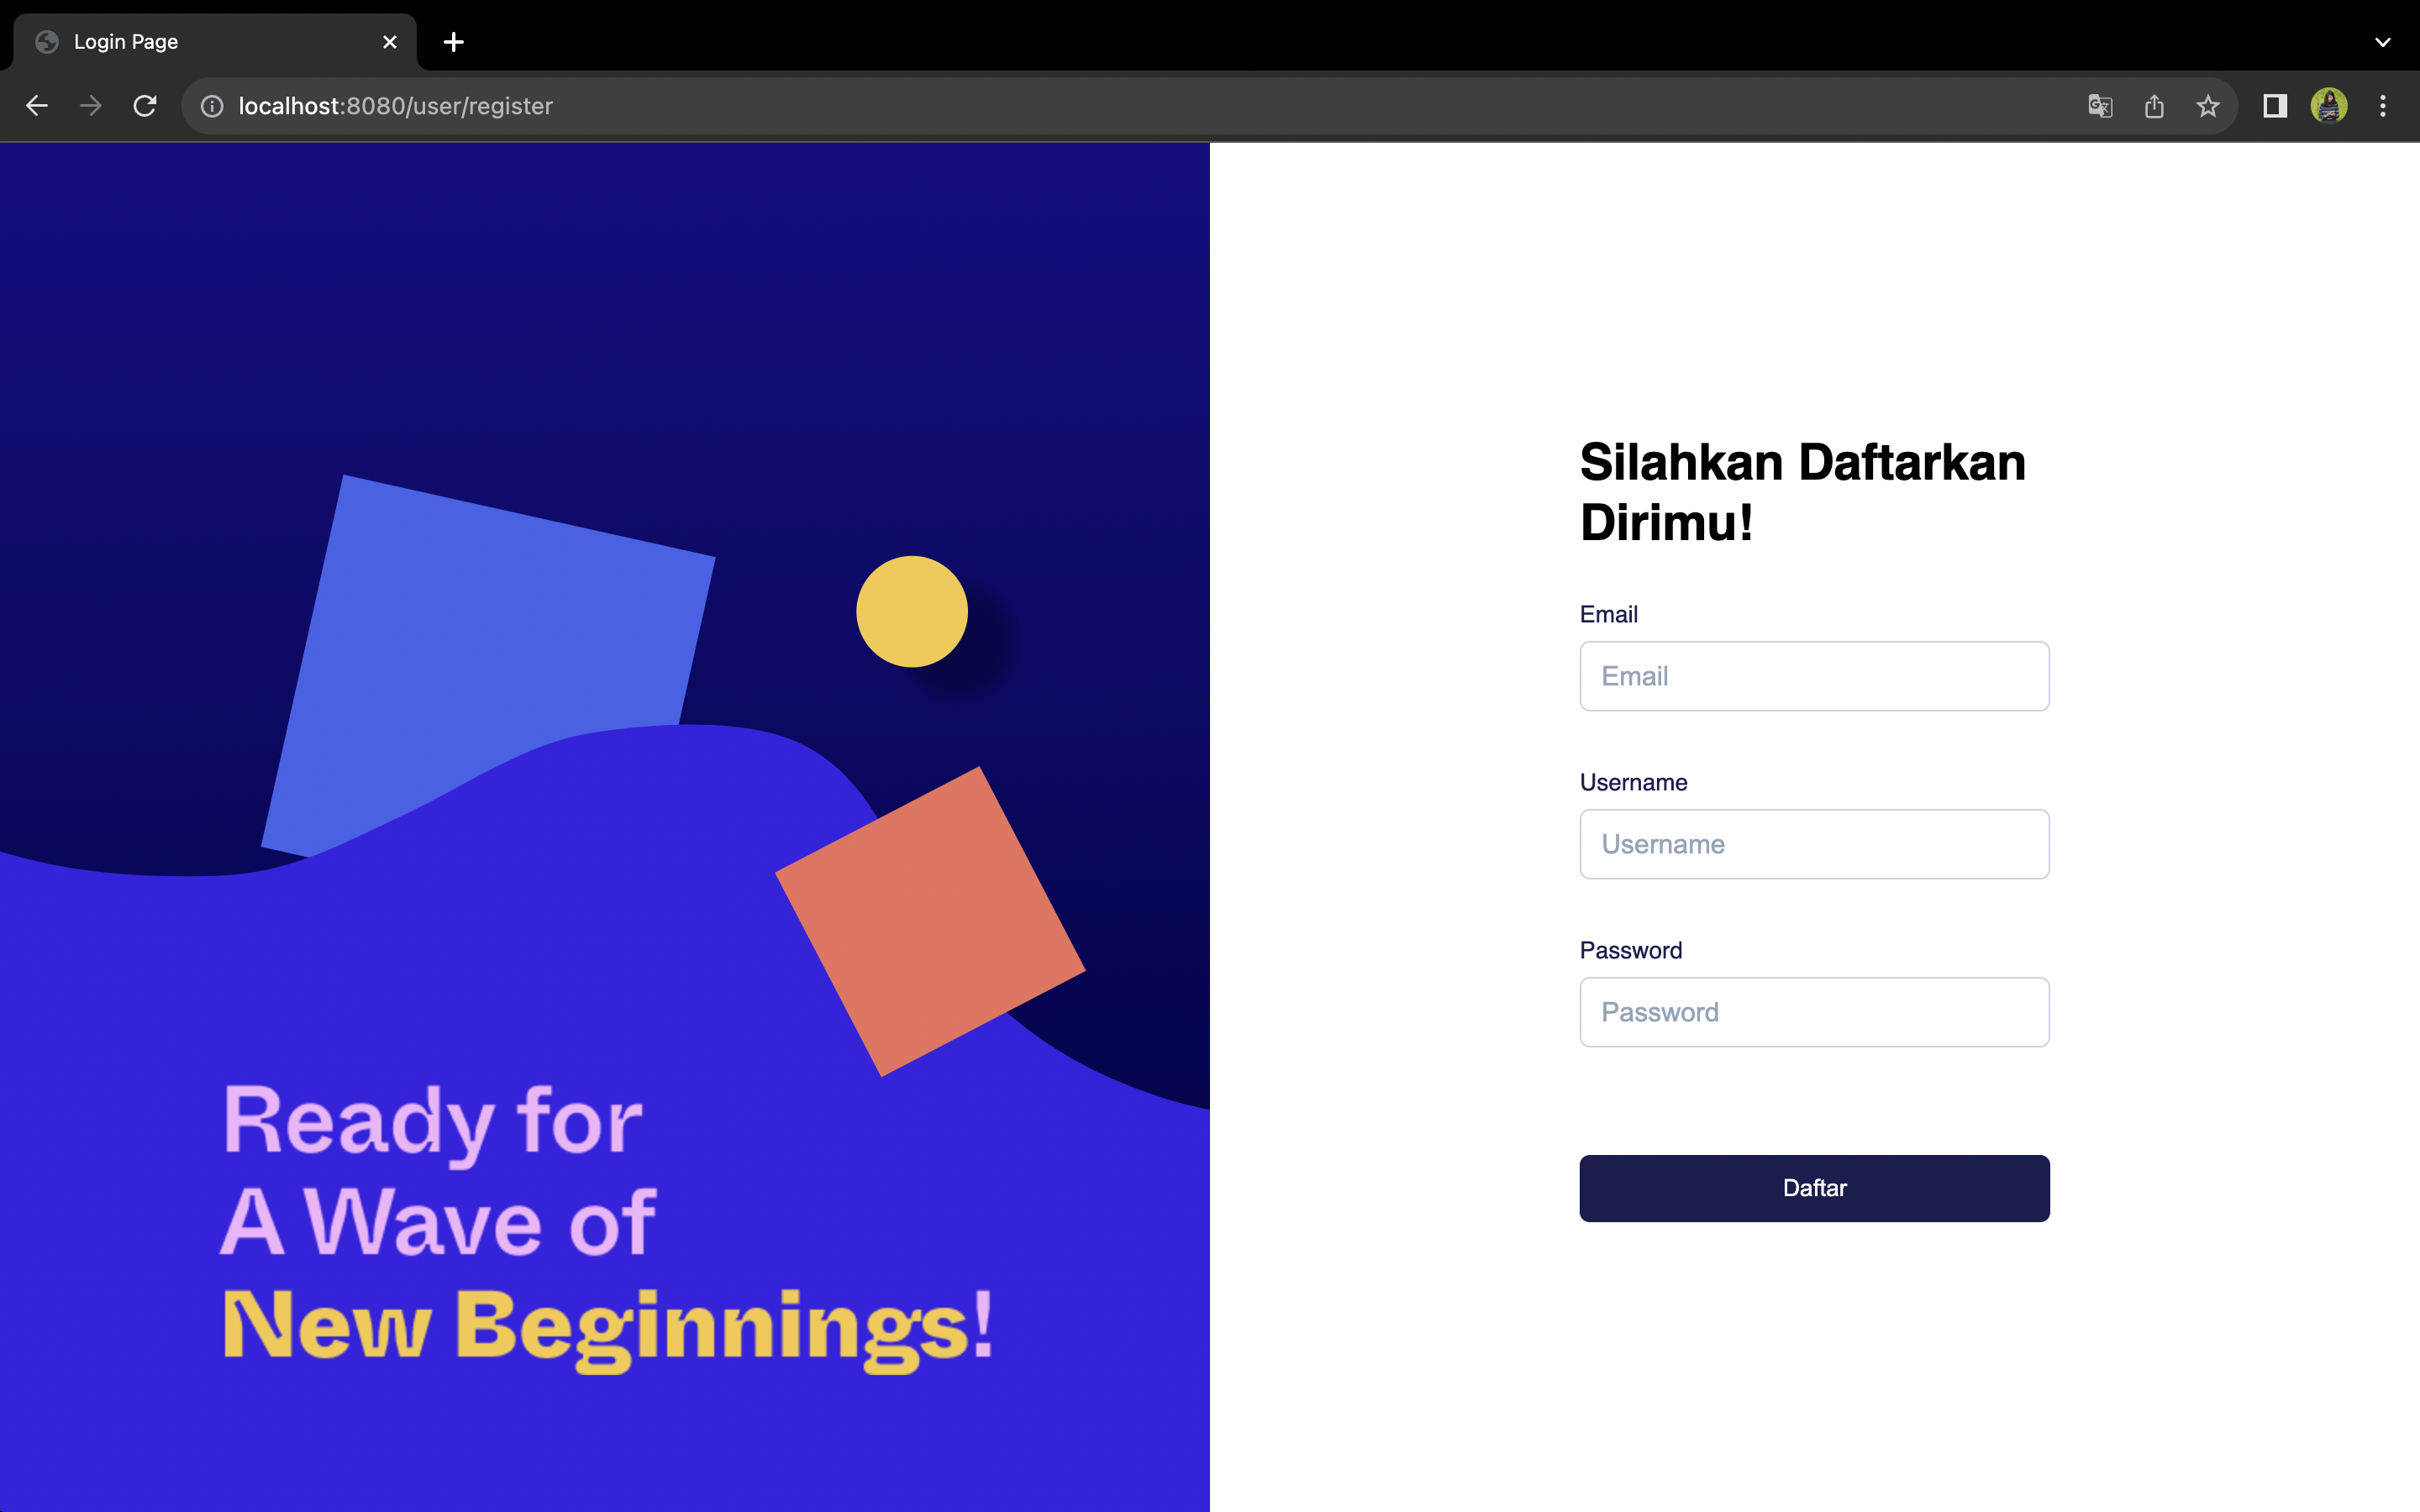 Login Page
localhost:8080/user/register
Ready for
A Wave of
New Beginnings!
Silahkan Daftarkan
Dirimu!
Email
Email
Username
Username
Password
Password
Daftar